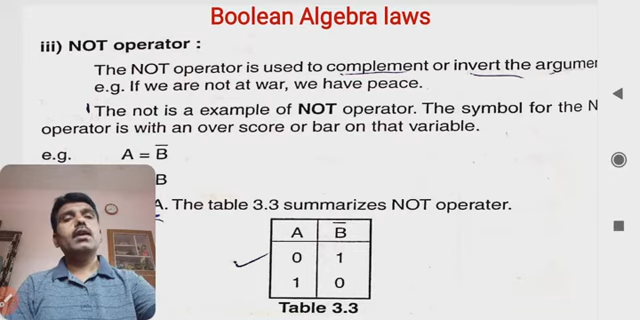 Boolean Algebra laws
iii) NOT operator :
The NOT operator is used to complement or invert the argumer
e.g. If we are not at war, we have peace.
The not is a example of NOT operator. The symbol for the N
operator is with an over score or bar on that variable.
e.g. A = B̅
B
A. The table 3.3 summarizes NOT operater.
A B̅
0 1
1 0
Table 3.3